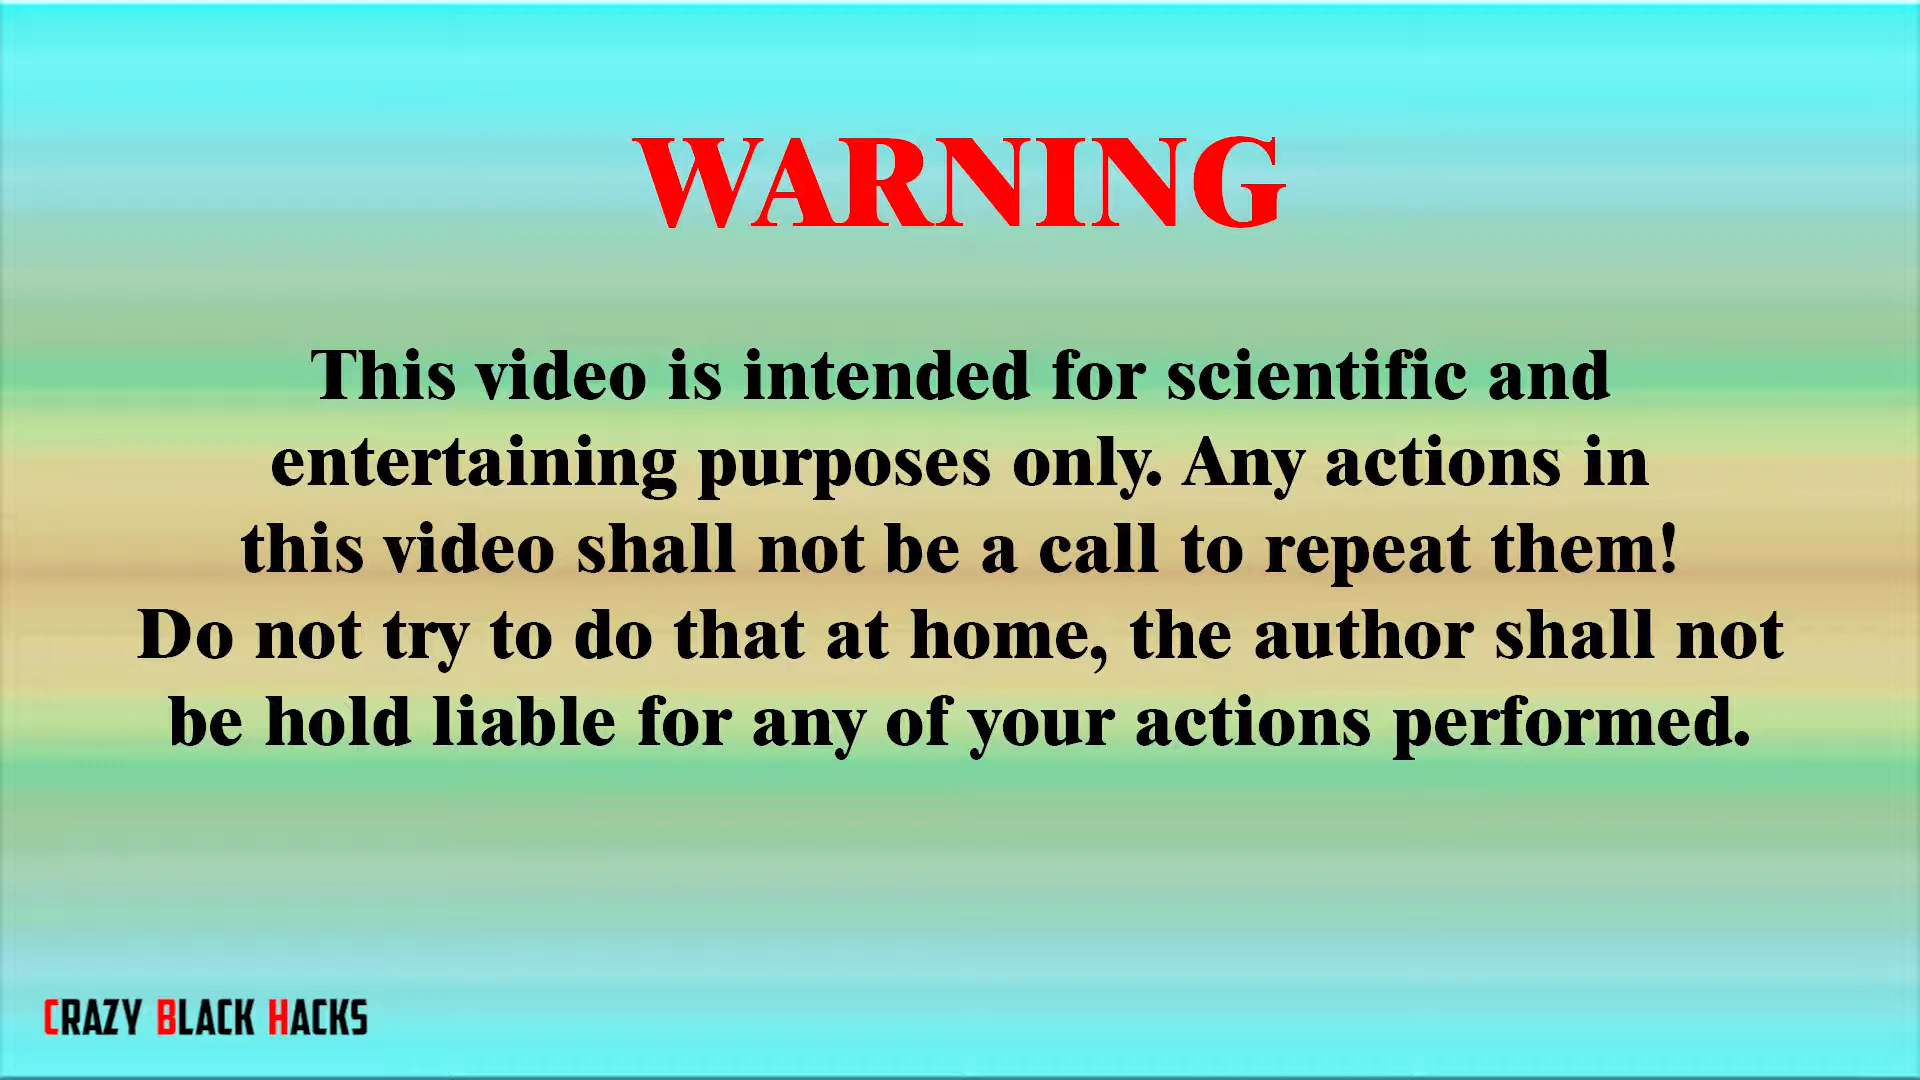 WARNING
This video is intended for scientific and
entertaining purposes only. Any actions in
this video shall not be a call to repeat them!
Do not try to do that at home, the author shall not
be hold liable for any of your actions performed.
CRAZY BLACK HACKS